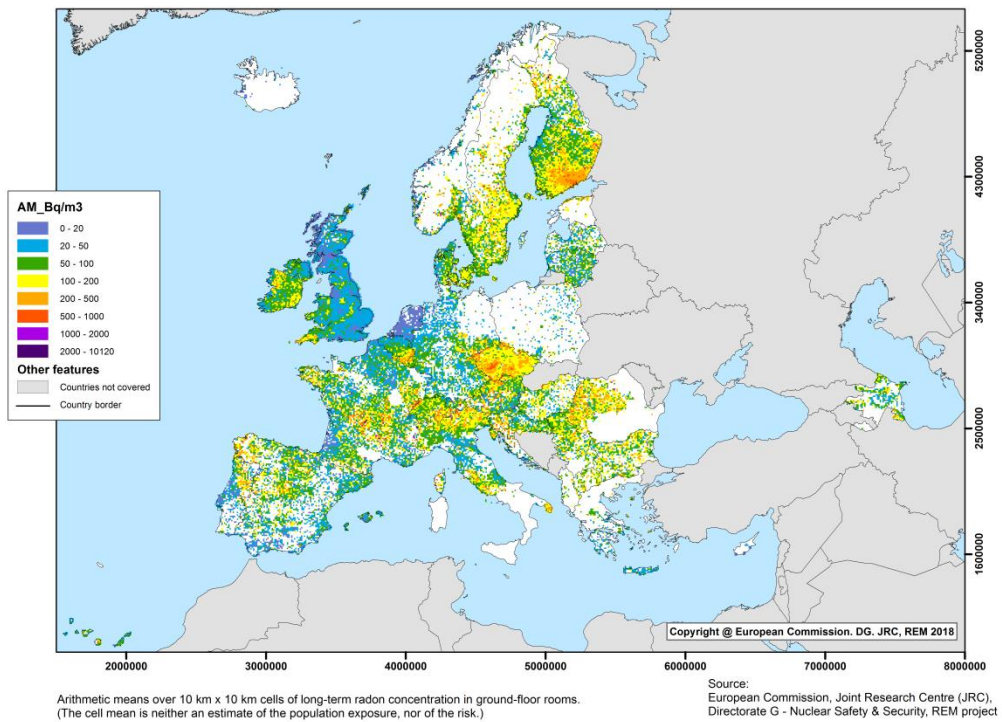 AM_Bq/m3
0 - 20
20 - 50
50 - 100
100 - 200
200 - 500
500 - 1000
1000 - 2000
2000 - 10120
Other features
Countries not covered
Country border
5200000
4300000
3400000
2500000
1600000
Copyright @ European Commission. DG. JRC, REM 2018
2000000 3000000 4000000 5000000 6000000 7000000 8000000
Arithmetic means over 10 km x 10 km cells of long-term radon concentration in ground-floor rooms.
(The cell mean is neither an estimate of the population exposure, nor of the risk.)
Source:
European Commission, Joint Research Centre (JRC),
Directorate G - Nuclear Safety & Security, REM project